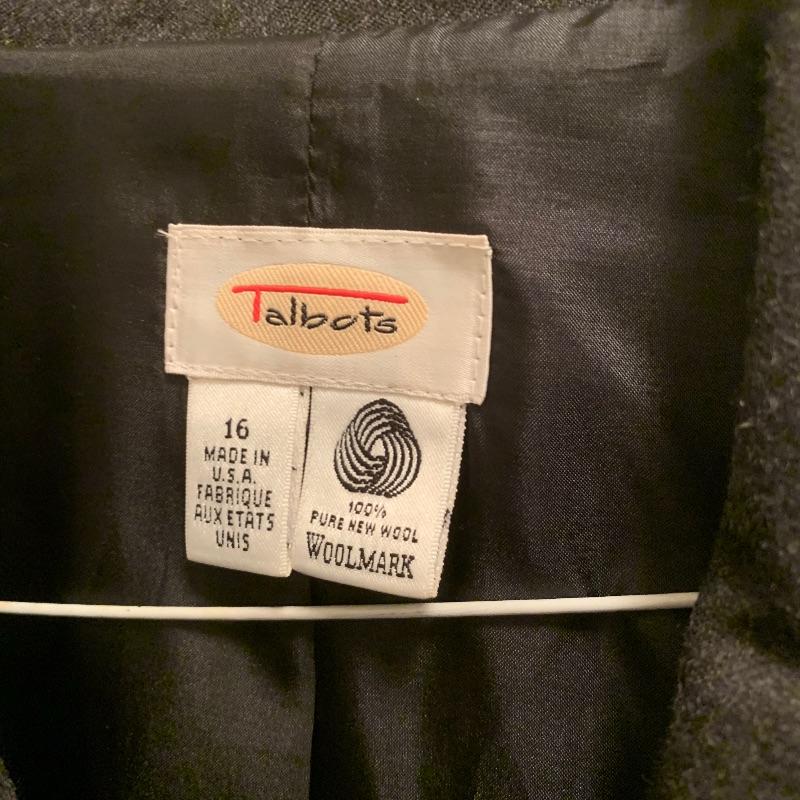 Talbots
16
MADE IN
U.S.A.
FABRIQUE
AUX ETATS
UNIS
100%
PURE NEW WOOL
WOOLMARK